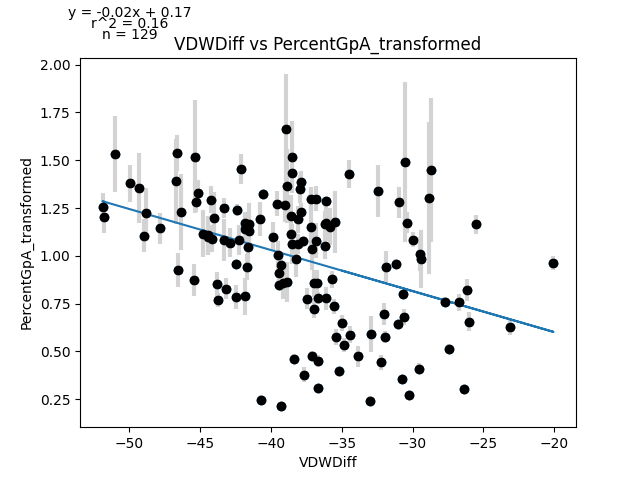 y = -0.02x + 0.17
r^2 = 0.16
n = 129
VDWDiff vs PercentGpA_transformed
2.00
1.75
1.50
1.25
1.00
0.75
0.50
0.25
PercentGpA_transformed
−50 −45 −40 −35 −30 −25 −20
VDWDiff